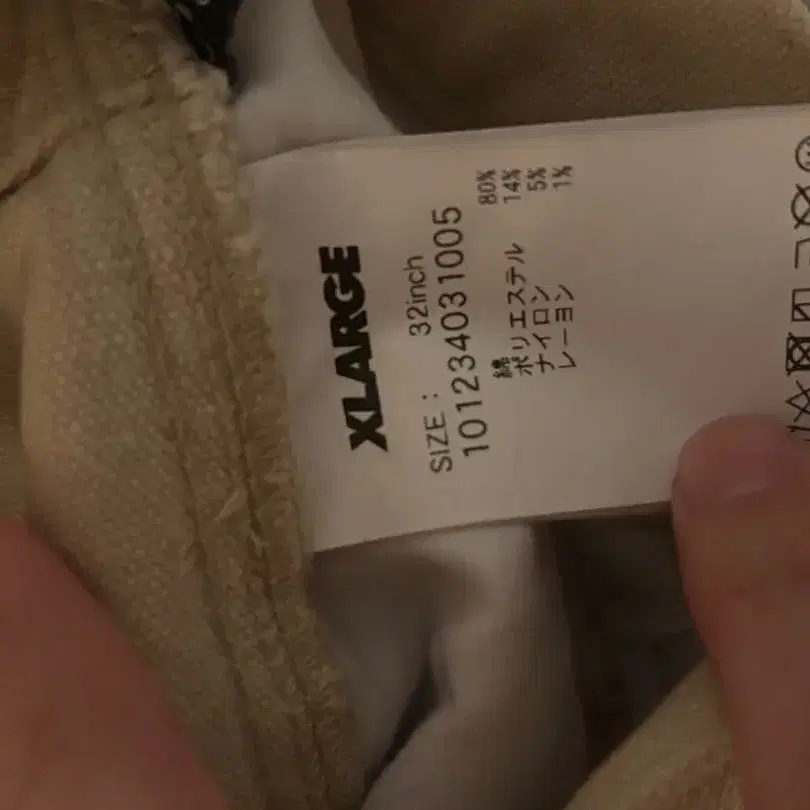 XLARGE
SIZE : 32inch
101234031005
綿 80%
ポリエステル 14%
ナイロン 5%
レーヨン 1%